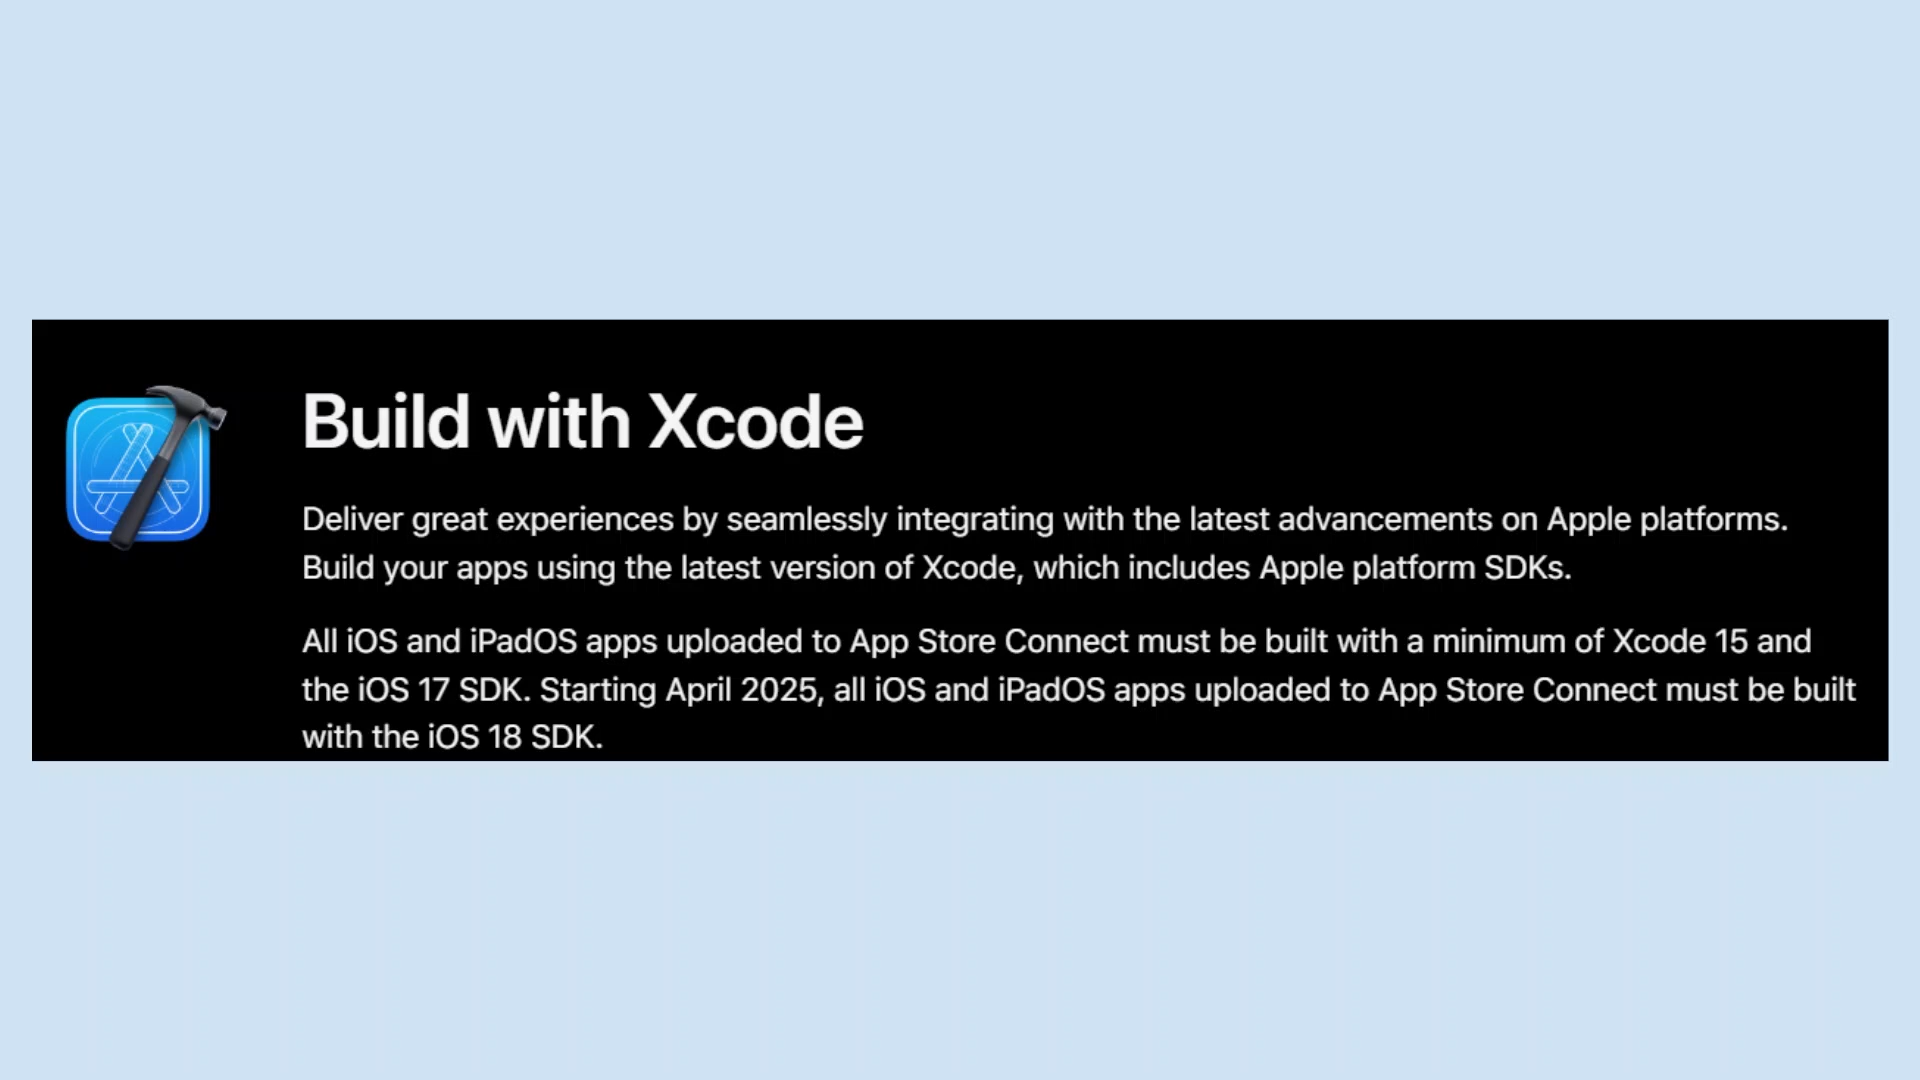 Build with Xcode
Deliver great experiences by seamlessly integrating with the latest advancements on Apple platforms.
Build your apps using the latest version of Xcode, which includes Apple platform SDKs.
All iOS and iPadOS apps uploaded to App Store Connect must be built with a minimum of Xcode 15 and
the iOS 17 SDK. Starting April 2025, all iOS and iPadOS apps uploaded to App Store Connect must be built
with the iOS 18 SDK.